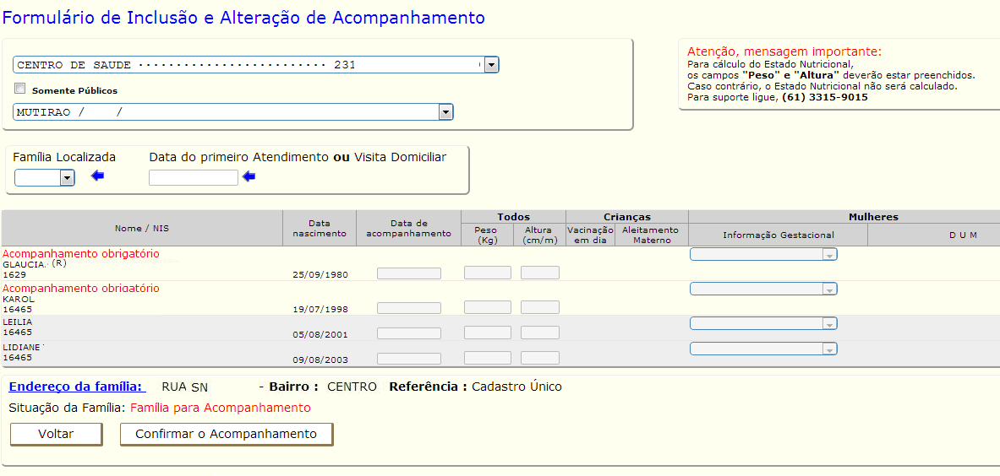 Formulário de Inclusão e Alteração de Acompanhamento
CENTRO DE SAUDE ························· 231
Somente Públicos
MUTIRAO / /
Atenção, mensagem importante:
Para cálculo do Estado Nutricional,
os campos "Peso" e "Altura" deverão estar preenchidos.
Caso contrário, o Estado Nutricional não será calculado.
Para suporte ligue, (61) 3315-9015
Família Localizada Data do primeiro Atendimento ou Visita Domiciliar
Todos Crianças Mulheres
Nome / NIS Data nascimento Data de acompanhamento Peso (Kg) Altura (cm/m) Vacinação em dia Aleitamento Materno Informação Gestacional D U M
Acompanhamento obrigatório
GLAUCIA. (R)
1629 25/09/1980
Acompanhamento obrigatório
KAROL
16465 19/07/1998
LEILIA
16465 05/08/2001
LIDIANE
16465 09/08/2003
Endereço da família: RUA SN - Bairro : CENTRO Referência : Cadastro Único
Situação da Família: Família para Acompanhamento
Voltar Confirmar o Acompanhamento